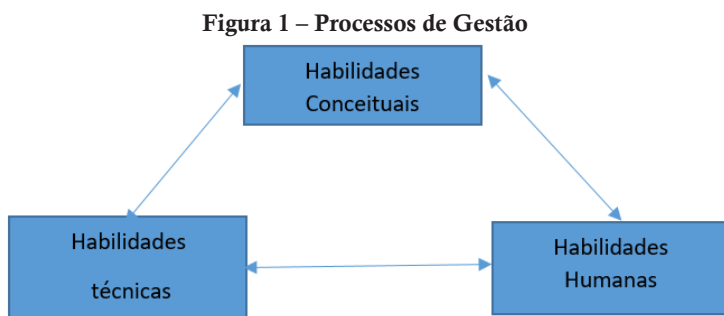 Figura 1 – Processos de Gestão
Habilidades
Conceituais
Habilidades
técnicas
Habilidades
Humanas